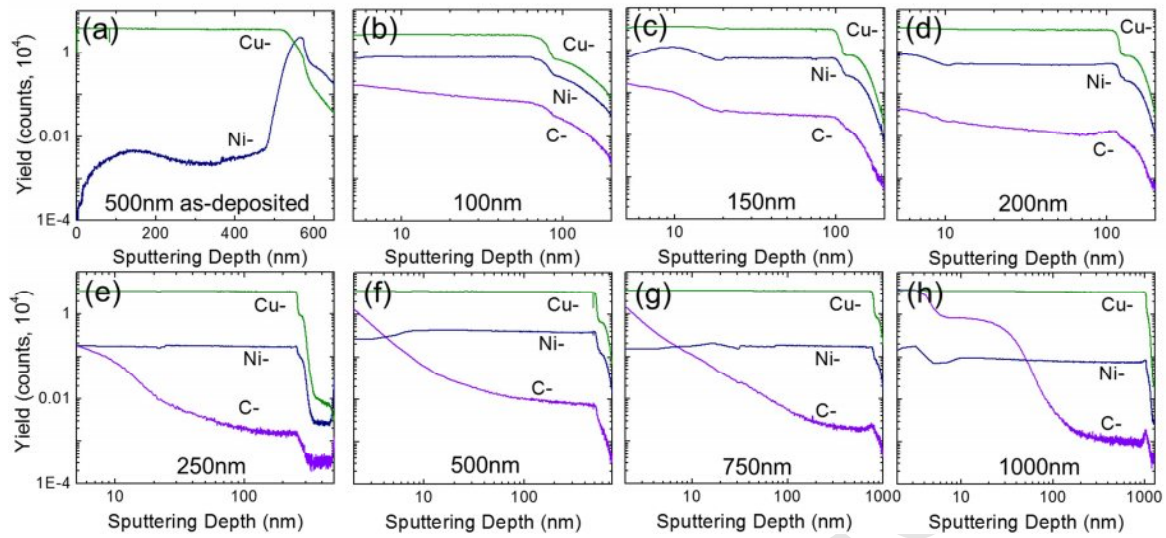 (a) (b) (c) (d)
Yield (counts, 10⁴)
1
0.01
1E-4
Cu-
Ni-
500nm as-deposited
0 200 400 600
Sputtering Depth (nm)
Cu-
Ni-
C-
100nm
10 100
Sputtering Depth (nm)
Cu-
Ni-
C-
150nm
10 100
Sputtering Depth (nm)
Cu-
Ni-
C-
200nm
10 100
Sputtering Depth (nm)
(e) (f) (g) (h)
Yield (counts, 10⁴)
1
0.01
1E-4
Cu-
Ni-
C-
250nm
10 100
Sputtering Depth (nm)
Cu-
Ni-
C-
500nm
10 100
Sputtering Depth (nm)
Cu-
Ni-
C-
750nm
10 100 1000
Sputtering Depth (nm)
Cu-
Ni-
C-
1000nm
10 100 1000
Sputtering Depth (nm)